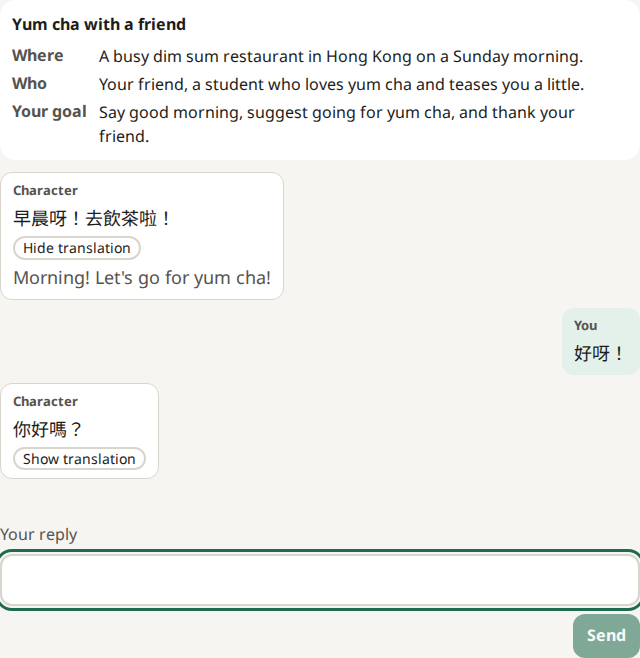 Yum cha with a friend
Where A busy dim sum restaurant in Hong Kong on a Sunday morning.
Who Your friend, a student who loves yum cha and teases you a little.
Your goal Say good morning, suggest going for yum cha, and thank your
friend.
Character
早晨呀！去飲茶啦！
Hide translation
Morning! Let's go for yum cha!
You
好呀！
Character
你好嗎？
Show translation
Your reply
Send